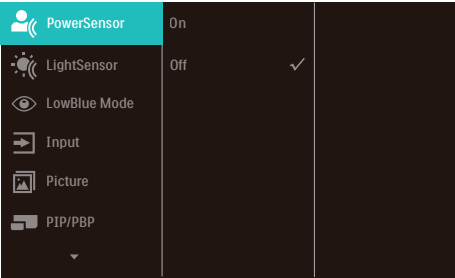 PowerSensor
On
LightSensor
Off
LowBlue Mode
Input
Picture
PIP/PBP